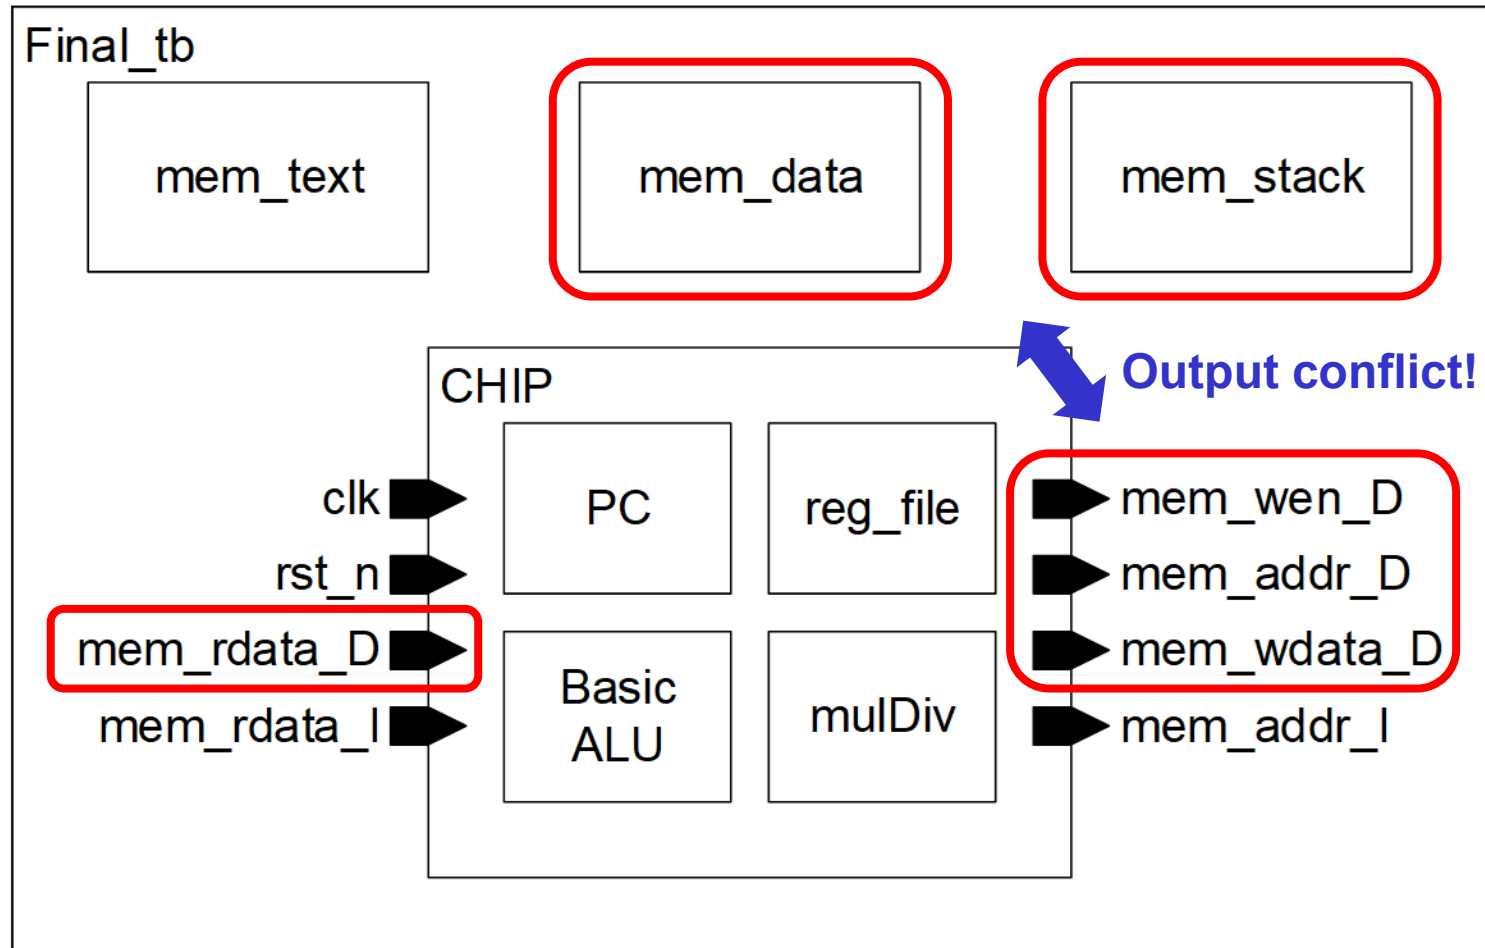 Final_tb
mem_text
mem_data
mem_stack
Output conflict!
CHIP
PC
reg_file
clk
rst_n
mem_rdata_D
mem_rdata_I
Basic
ALU
mulDiv
mem_wen_D
mem_addr_D
mem_wdata_D
mem_addr_I